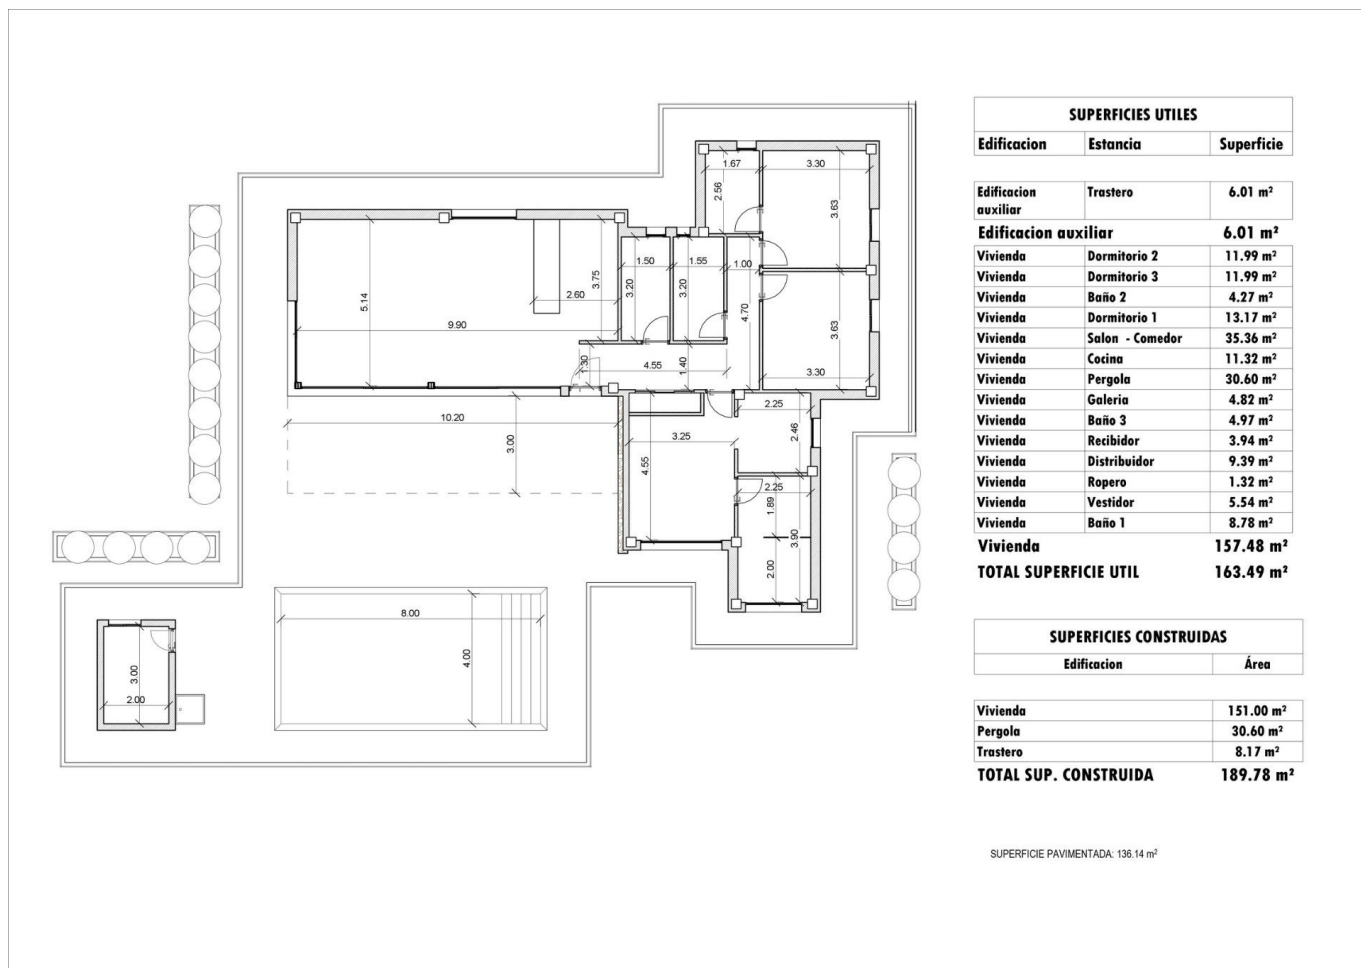 1.67
3.30
2.56
3.63
5.14
3.75
1.50
1.55
1.00
3.20
3.20
2.60
4.70
9.90
3.63
1.30
4.55
1.40
3.30
2.25
10.20
3.00
3.25
2.46
4.55
2.25
1.89
3.90
2.00
8.00
4.00
3.00
2.00
SUPERFICIES UTILES
Edificacion Estancia Superficie
Edificacion auxiliar Trastero 6.01 m²
Edificacion auxiliar 6.01 m²
Vivienda Dormitorio 2 11.99 m²
Vivienda Dormitorio 3 11.99 m²
Vivienda Baño 2 4.27 m²
Vivienda Dormitorio 1 13.17 m²
Vivienda Salon - Comedor 35.36 m²
Vivienda Cocina 11.32 m²
Vivienda Pergola 30.60 m²
Vivienda Galeria 4.82 m²
Vivienda Baño 3 4.97 m²
Vivienda Recibidor 3.94 m²
Vivienda Distribuidor 9.39 m²
Vivienda Ropero 1.32 m²
Vivienda Vestidor 5.54 m²
Vivienda Baño 1 8.78 m²
Vivienda 157.48 m²
TOTAL SUPERFICIE UTIL 163.49 m²
SUPERFICIES CONSTRUIDAS
Edificacion Área
Vivienda 151.00 m²
Pergola 30.60 m²
Trastero 8.17 m²
TOTAL SUP. CONSTRUIDA 189.78 m²
SUPERFICIE PAVIMENTADA: 136.14 m²